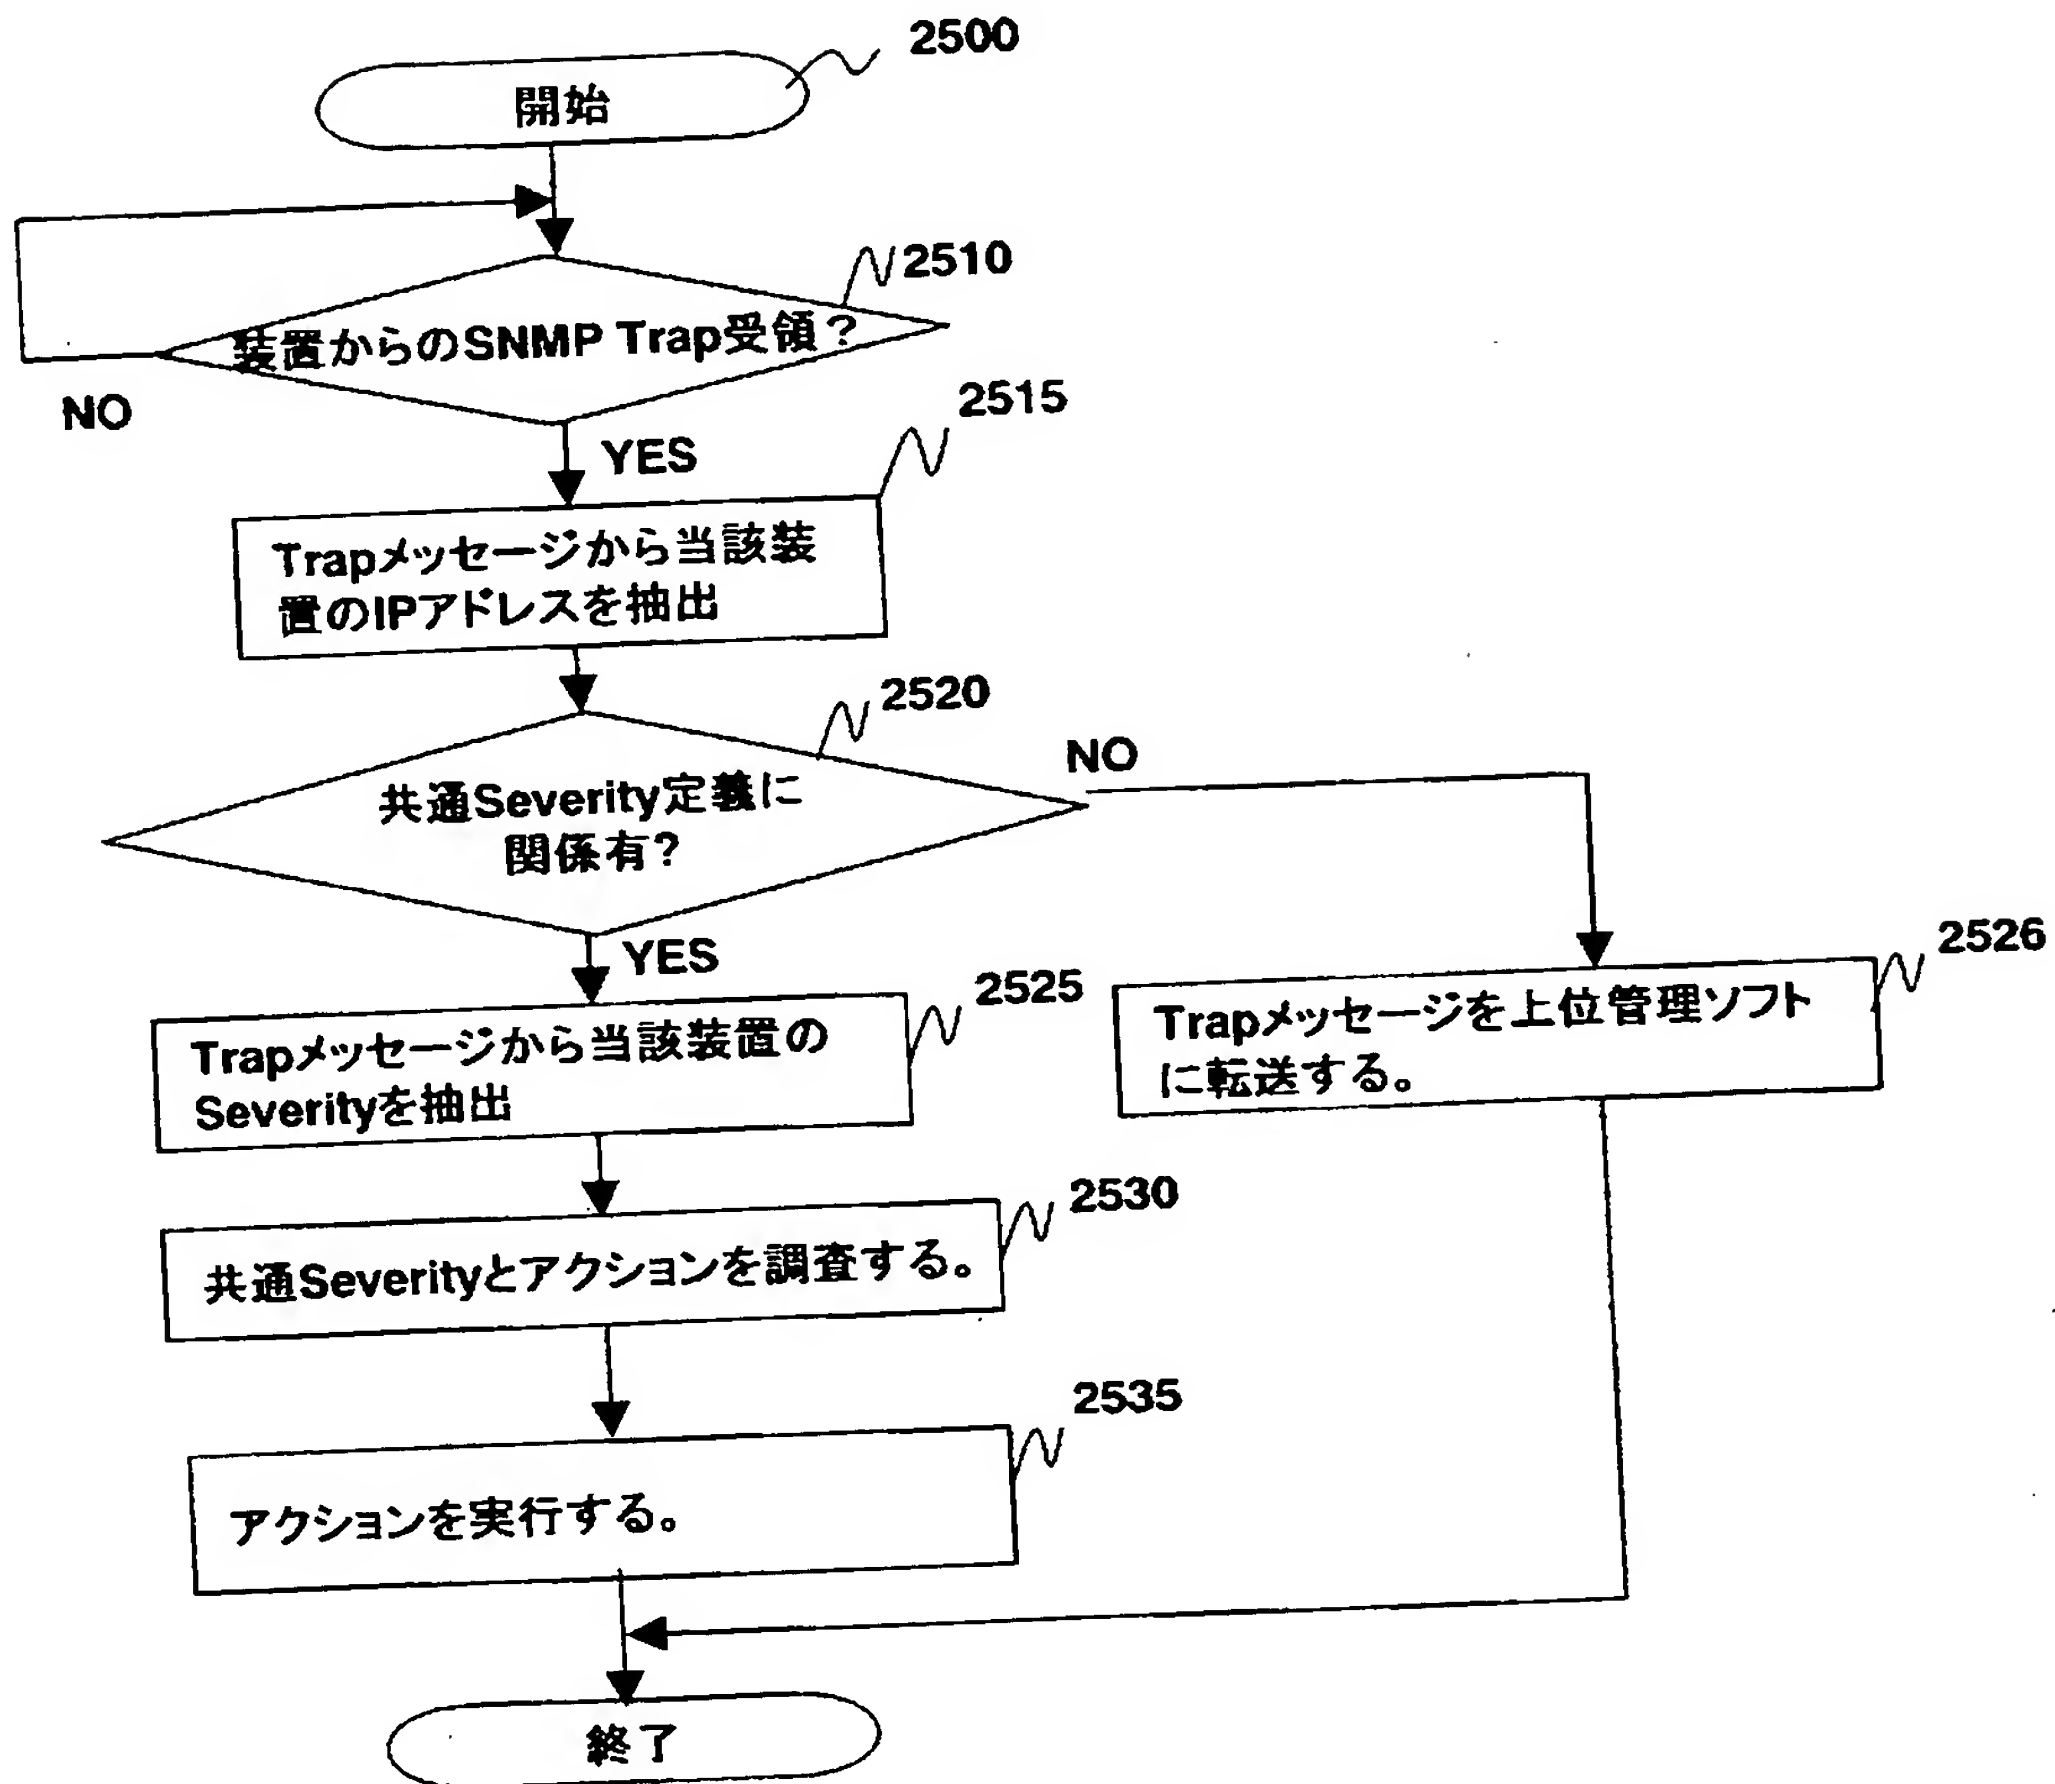 2500
開始
2510
装置からのSNMP Trap受領？
NO
2515
YES
Trapメッセージから当該装
置のIPアドレスを抽出
2520
NO
共通Severity定義に
関係有?
YES
2526
2525
Trapメッセージを上位管理ソフト
に転送する。
Trapメッセージから当該装置の
Severityを抽出
2530
共通Severityとアクションを調査する。
2535
アクションを実行する。
終了